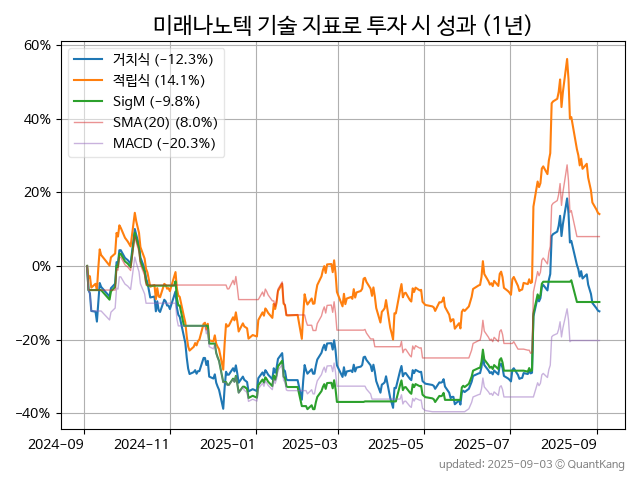 미래나노텍 기술 지표로 투자 시 성과 (1년)
60%
40%
20%
0%
−20%
−40%
거치식 (−12.3%)
적립식 (14.1%)
SigM (−9.8%)
SMA(20) (8.0%)
MACD (−20.3%)
2024-09 2024-11 2025-01 2025-03 2025-05 2025-07 2025-09
updated: 2025-09-03 © QuantKang